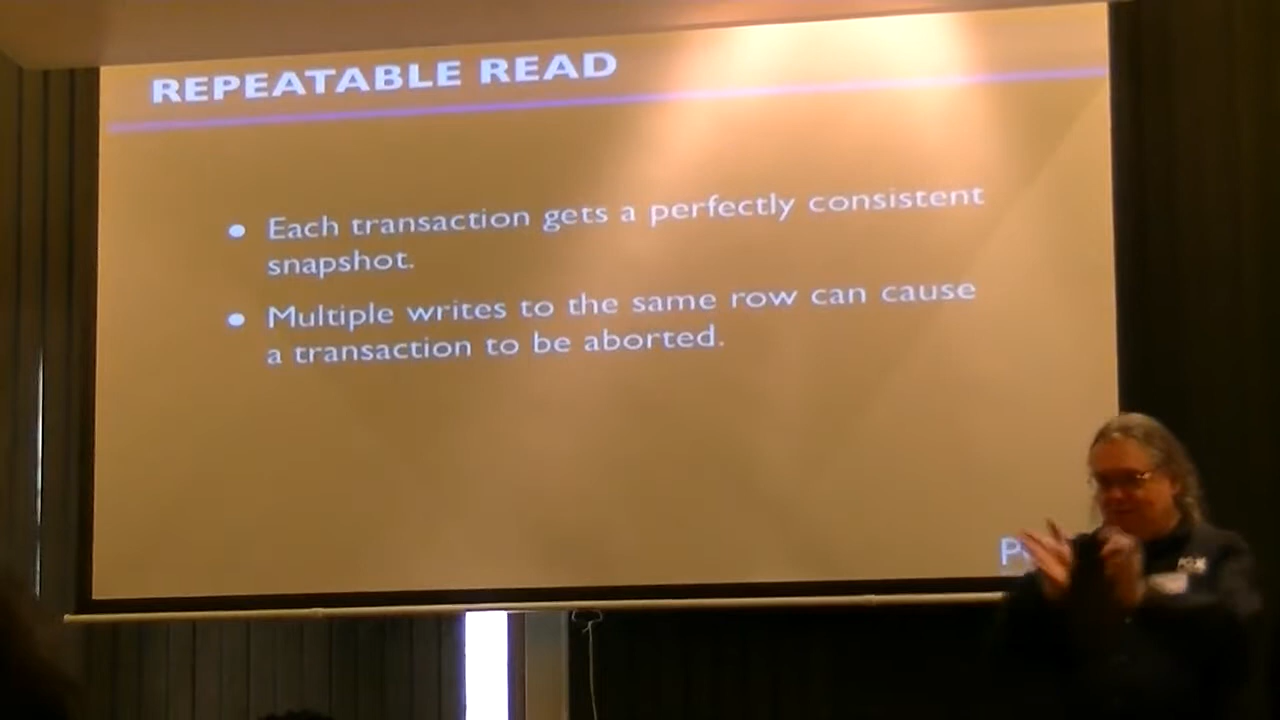 REPEATABLE READ
● Each transaction gets a perfectly consistent
snapshot.
● Multiple writes to the same row can cause
a transaction to be aborted.